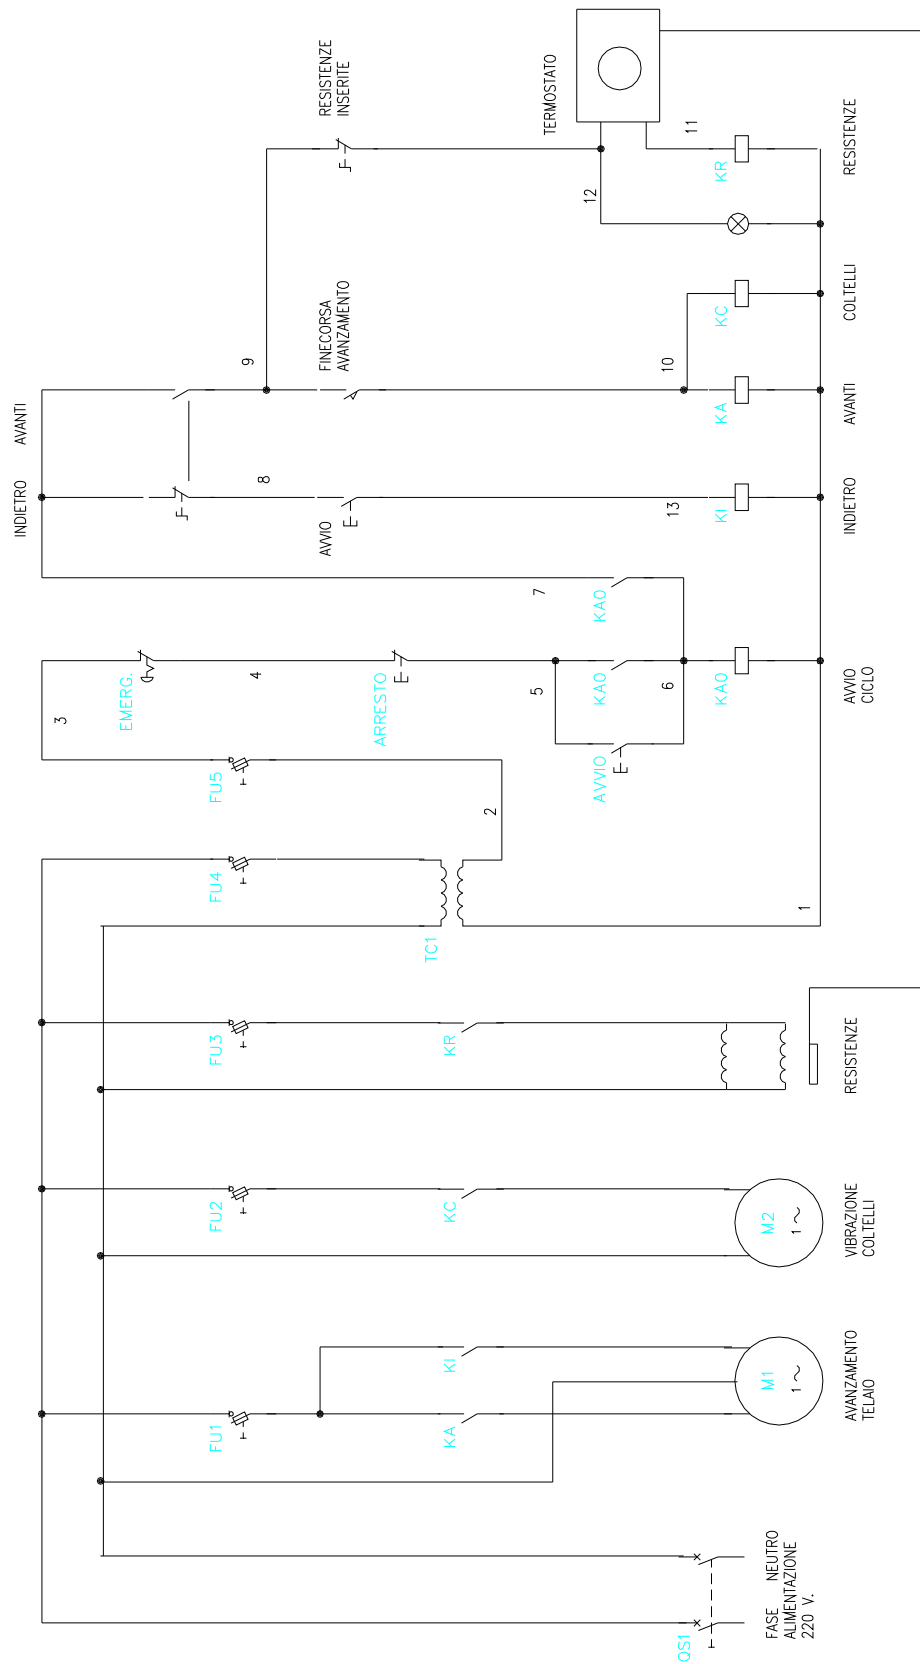 QS1
FASE NEUTRO
ALIMENTAZIONE
220 V.
FU1
KA
KI
M1
1~
AVANZAMENTO
TELAIO
FU2
KC
M2
1~
VIBRAZIONE
COLTELLI
FU3
KR
RESISTENZE
TC1
1
FU4
2
FU5
3
EMERG.
4
ARRESTO
5
AVVIO
KA0
6
KA0
AVVIO
CICLO
KA0
7
INDIETRO
8
AVVIO
13
KI
INDIETRO
AVANTI
9
FINECORSA
AVANZAMENTO
10
KA
AVANTI
KC
COLTELLI
RESISTENZE
INSERITE
12
TERMOSTATO
11
KR
RESISTENZE